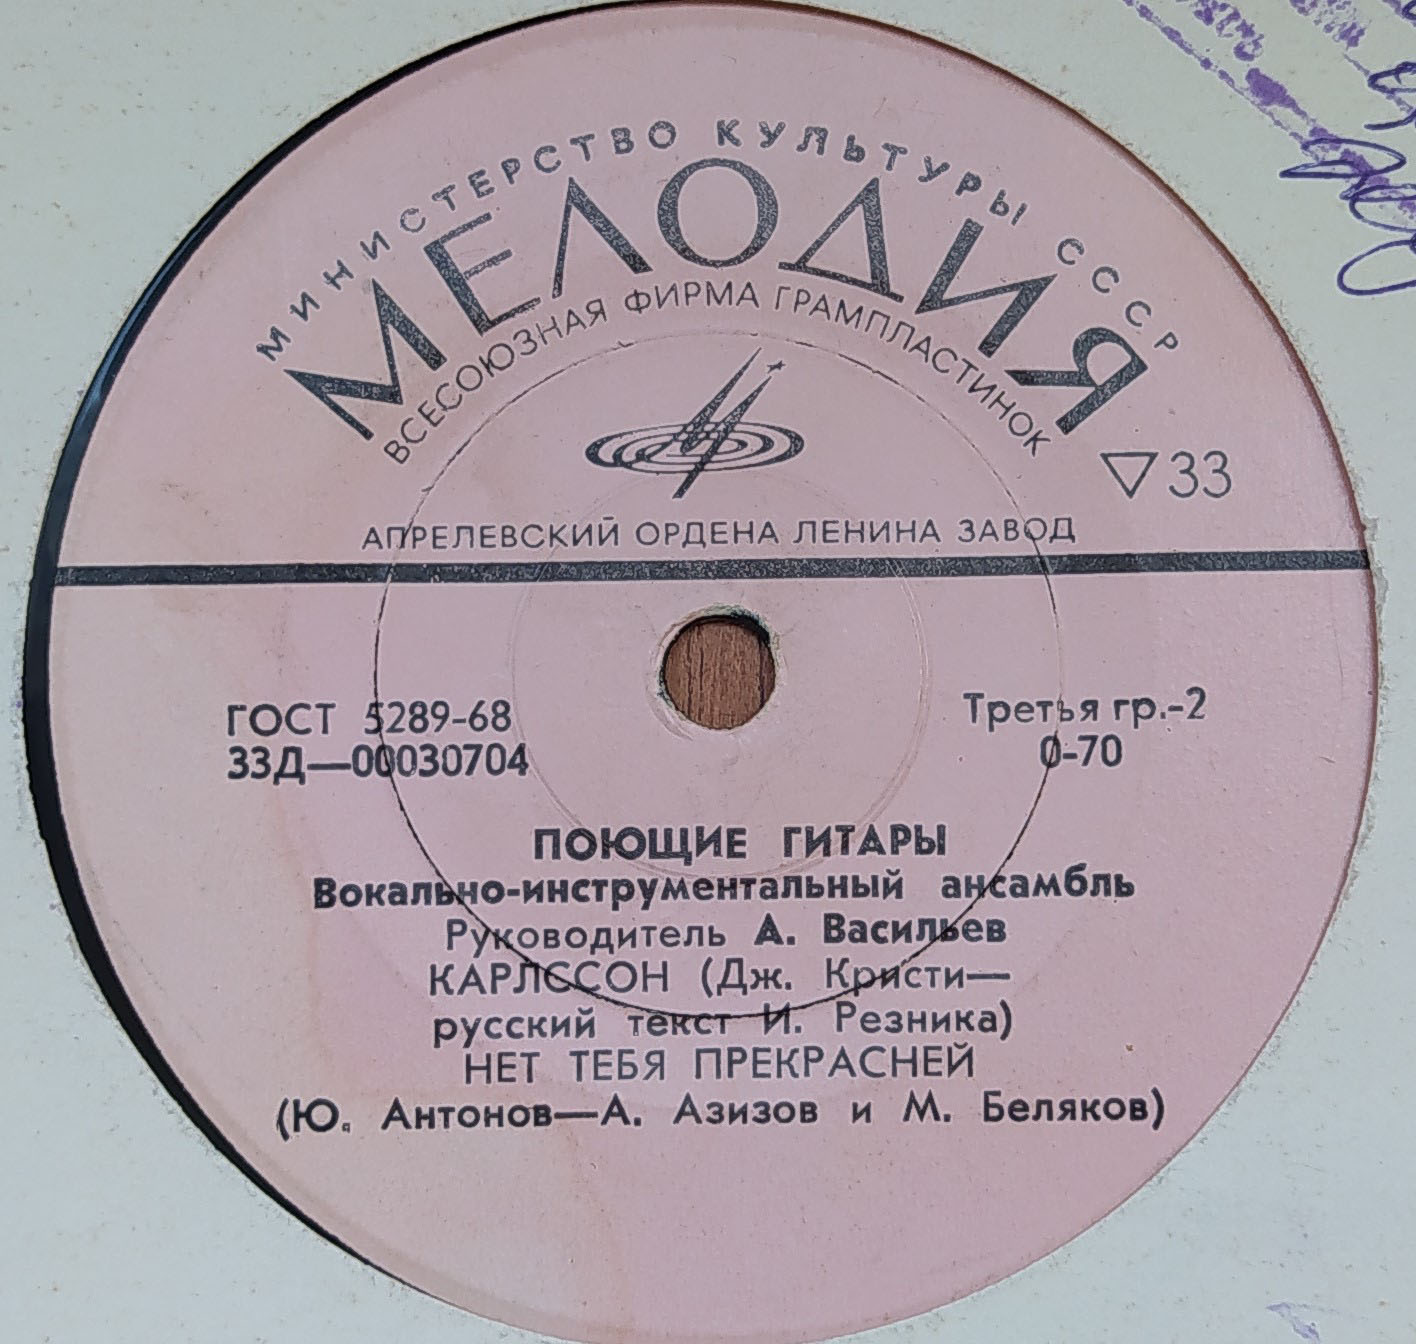 МИНИСТЕРСТВО КУЛЬТУРЫ СССР
МЕЛОДИЯ
ВСЕСОЮЗНАЯ ФИРМА ГРАМПЛАСТИНОК
▽33
АПРЕЛЕВСКИЙ ОРДЕНА ЛЕНИНА ЗАВОД
ГОСТ 5289-68
33Д—00030704
Третья гр.-2
0-70
ПОЮЩИЕ ГИТАРЫ
Вокально-инструментальный ансамбль
Руководитель А. Васильев
КАРЛССОН (Дж. Кристи—
русский текст И. Резника)
НЕТ ТЕБЯ ПРЕКРАСНЕЙ
(Ю. Антонов—А. Азизов и М. Беляков)